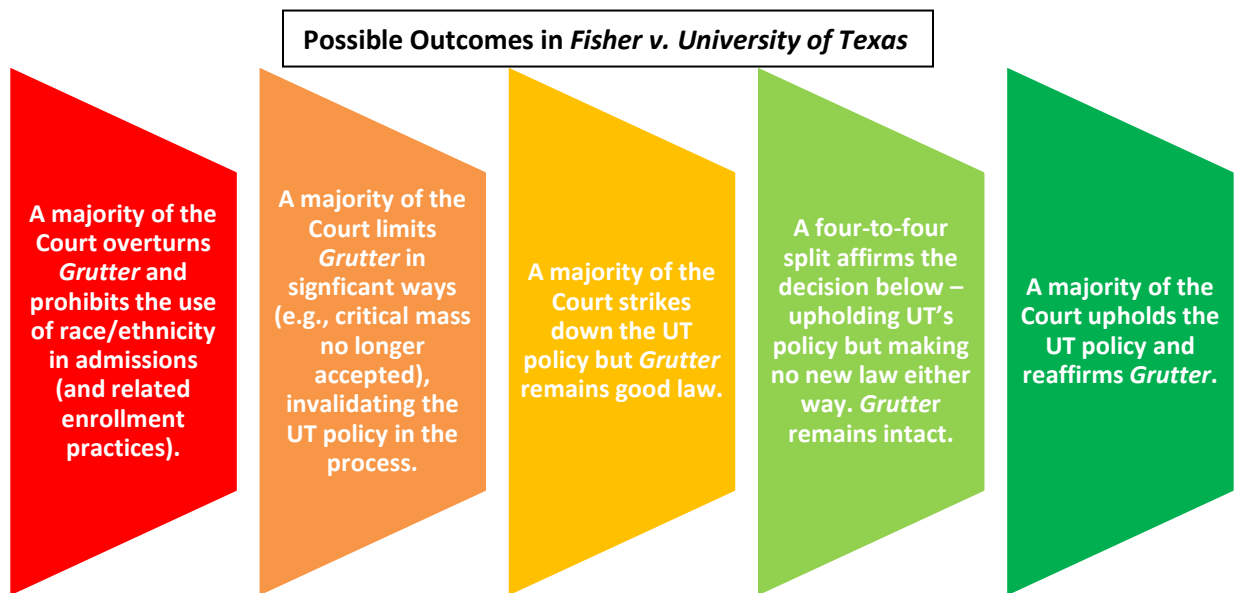 Possible Outcomes in Fisher v. University of Texas
A majority of the
Court overturns
Grutter and
prohibits the use
of race/ethnicity
in admissions
(and related
enrollment
practices).
A majority of the
Court limits
Grutter in
signficant ways
(e.g., critical mass
no longer
accepted),
invalidating the
UT policy in the
process.
A majority of the
Court strikes
down the UT
policy but Grutter
remains good law.
A four-to-four
split affirms the
decision below –
upholding UT’s
policy but making
no new law either
way. Grutter
remains intact.
A majority of the
Court upholds the
UT policy and
reaffirms Grutter.